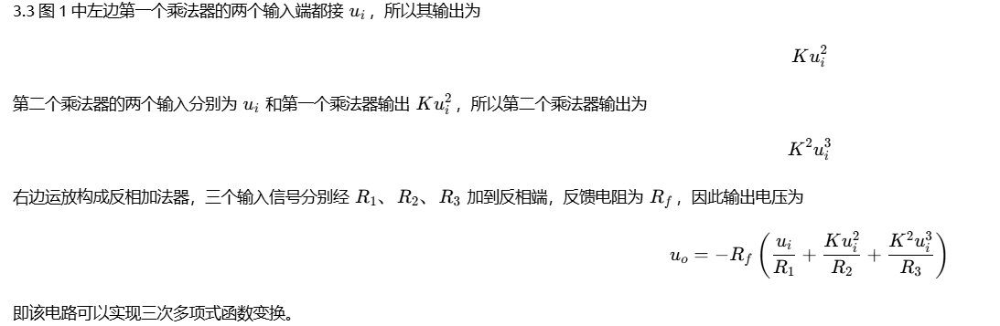 3.3 图 1 中左边第一个乘法器的两个输入端都接 $u_i$，所以其输出为
$Ku_i^2$
第二个乘法器的两个输入分别为 $u_i$ 和第一个乘法器输出 $Ku_i^2$，所以第二个乘法器输出为
$K^2u_i^3$
右边运放构成反相加法器，三个输入信号分别经 $R_1$、$R_2$、$R_3$ 加到反相端，反馈电阻为 $R_f$，因此输出电压为
$u_o = -R_f\left(\frac{u_i}{R_1} + \frac{Ku_i^2}{R_2} + \frac{K^2u_i^3}{R_3}\right)$
即该电路可以实现三次多项式函数变换。